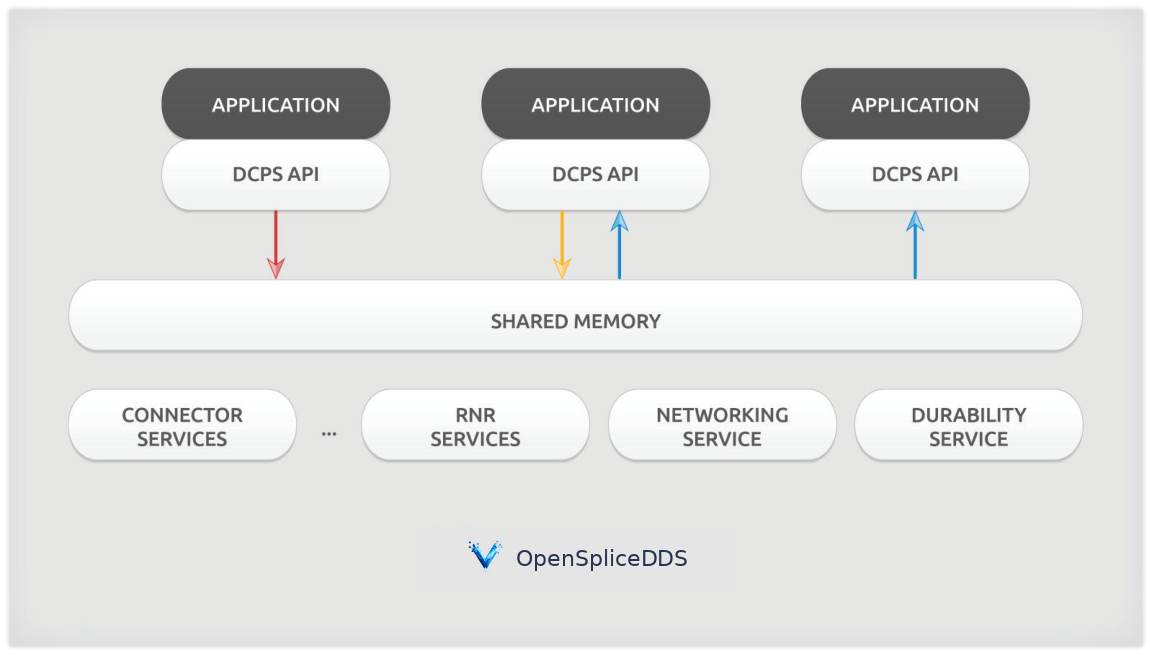 APPLICATION
APPLICATION
APPLICATION
DCPS API
DCPS API
DCPS API
SHARED MEMORY
CONNECTOR
SERVICES
...
RNR
SERVICES
NETWORKING
SERVICE
DURABILITY
SERVICE
OpenSpliceDDS